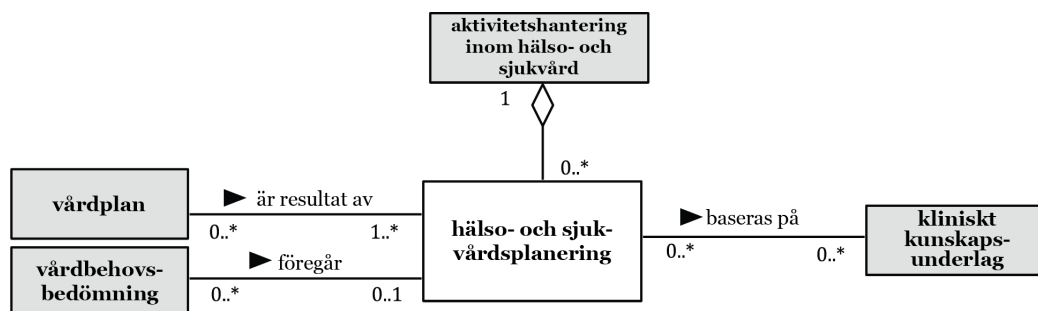 aktivitetshantering
inom hälso- och
sjukvård
1
0..*
vårdplan
är resultat av
0..*
1..*
hälso- och sjuk-
vårdsplanering
baseras på
0..*
0..*
kliniskt
kunskaps-
underlag
vårdbehovs-
bedömning
föregår
0..*
0..1